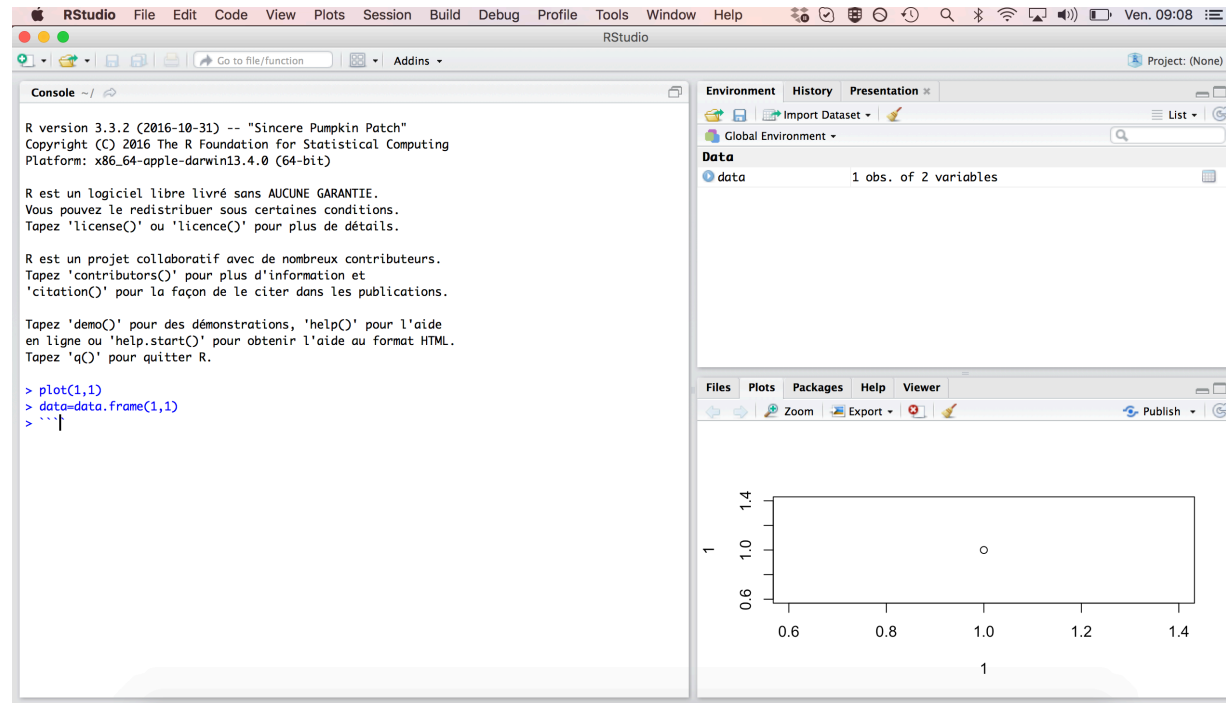 RStudio File Edit Code View Plots Session Build Debug Profile Tools Window Help Ven. 09:08
RStudio
Go to file/function Addins Project: (None)
Console ~/
R version 3.3.2 (2016-10-31) -- "Sincere Pumpkin Patch"
Copyright (C) 2016 The R Foundation for Statistical Computing
Platform: x86_64-apple-darwin13.4.0 (64-bit)
R est un logiciel libre livré sans AUCUNE GARANTIE.
Vous pouvez le redistribuer sous certaines conditions.
Tapez 'license()' ou 'licence()' pour plus de détails.
R est un projet collaboratif avec de nombreux contributeurs.
Tapez 'contributors()' pour plus d'information et
'citation()' pour la façon de le citer dans les publications.
Tapez 'demo()' pour des démonstrations, 'help()' pour l'aide
en ligne ou 'help.start()' pour obtenir l'aide au format HTML.
Tapez 'q()' pour quitter R.
> plot(1,1)
> data=data.frame(1,1)
> ````
Environment History Presentation
Import Dataset List
Global Environment
Data
data 1 obs. of 2 variables
Files Plots Packages Help Viewer
Zoom Export Publish
1.4
1.0
0.6
1
0.6 0.8 1.0 1.2 1.4
1